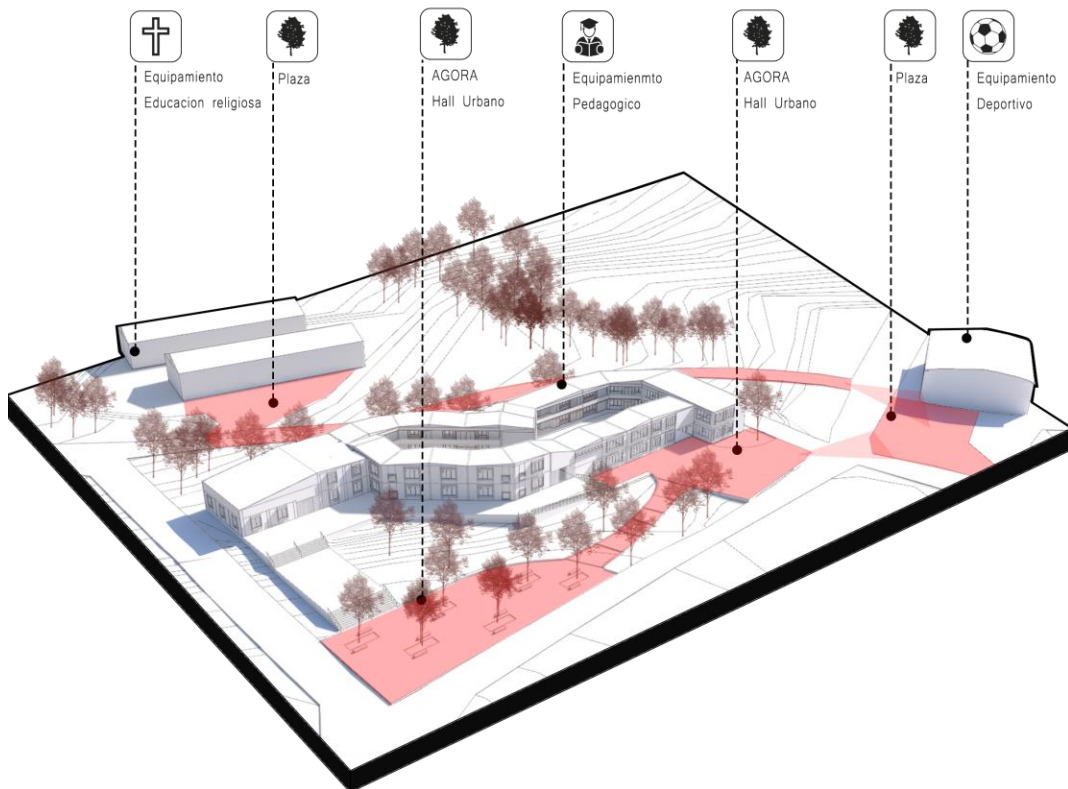 Equipamiento
Educacion religiosa
Plaza
AGORA
Hall Urbano
Equipamienmto
Pedagogico
AGORA
Hall Urbano
Plaza
Equipamiento
Deportivo